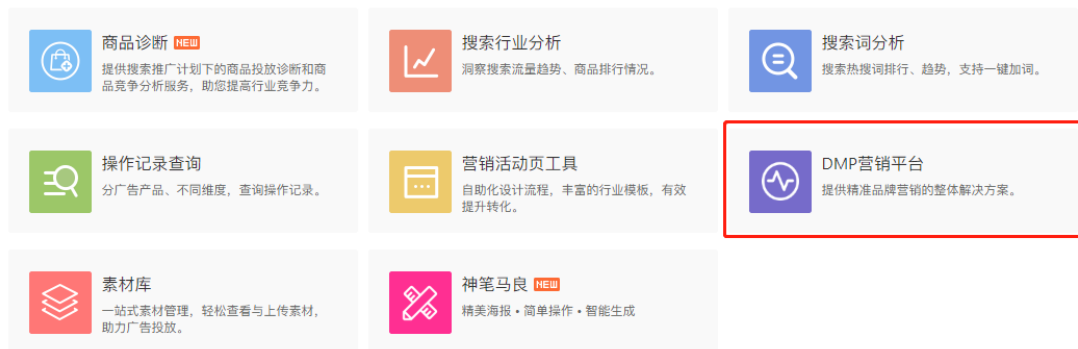 商品诊断 NEW
提供搜索推广计划下的商品投放诊断和商
品竞争分析服务，助您提高行业竞争力。
搜索行业分析
洞察搜索流量趋势、商品排行情况。
搜索词分析
搜索热搜词排行、趋势，支持一键加词。
操作记录查询
分广告产品、不同维度，查询操作记录。
营销活动页工具
自助化设计流程，丰富的行业模板，有效
提升转化。
DMP营销平台
提供精准品牌营销的整体解决方案。
素材库
一站式素材管理，轻松查看与上传素材，
助力广告投放。
神笔马良 NEW
精美海报•简单操作•智能生成